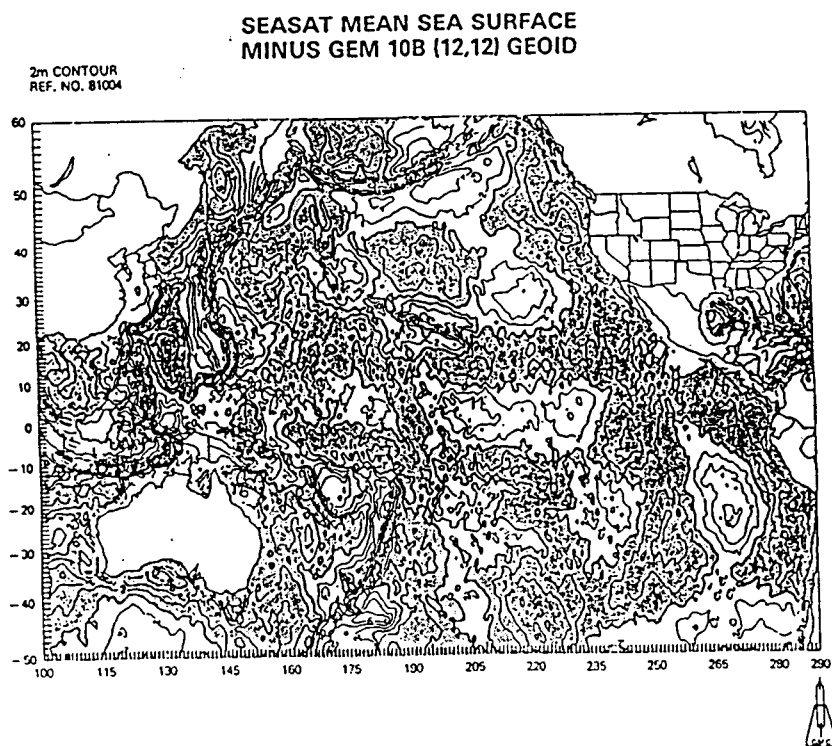 SEASAT MEAN SEA SURFACE
MINUS GEM 10B (12,12) GEOID
2m CONTOUR
REF. NO. 81004
60
50
40
30
20
10
0
-10
-20
-30
-40
-50
100 115 130 145 160 175 190 205 220 235 250 265 280 290